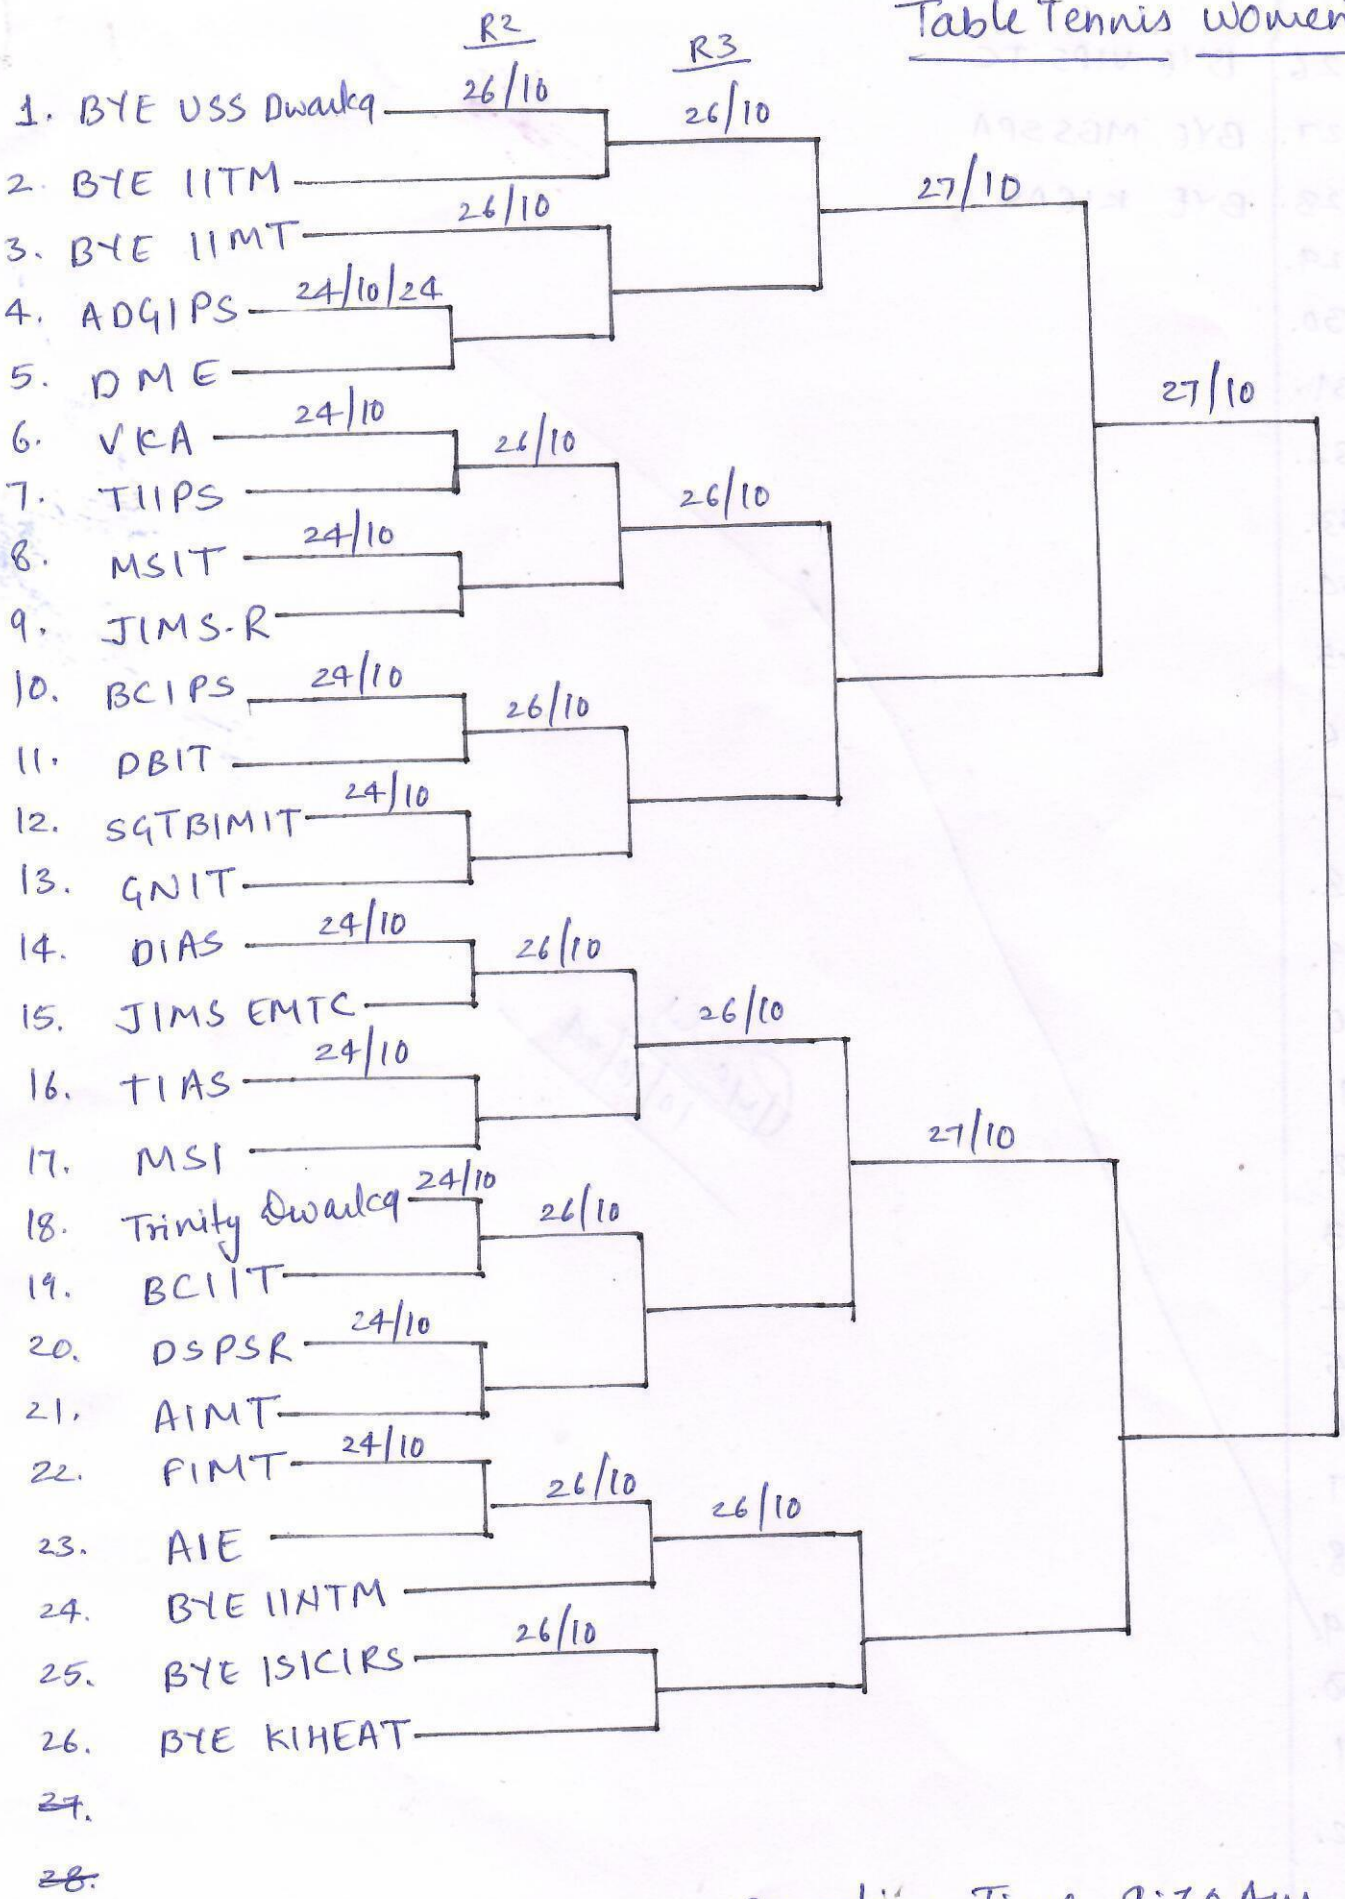 Table Tennis Women
R2
R3
1. BYE USS Dwarka 26/10 26/10
2. BYE IITM
27/10
3. BYE IIMT 26/10
4. ADGIPS 24/10/24
5. DME
27/10
6. VKA 24/10 26/10
7. TIIPS
26/10
8. MSIT 24/10
9. JIMS-R
10. BCIPS 24/10 26/10
11. DBIT
12. SGTBIMIT 24/10
13. GNIT
14. DIAS 24/10 26/10
15. JIMS EMTC
26/10
16. TIAS 24/10
17. MSI
27/10
18. Trinity Dwarka 24/10 26/10
19. BCIIT
20. DSPSR 24/10
21. AIMT
22. FIMT 24/10 26/10 26/10
23. AIE
24. BYE IINTM
25. BYE ISICIRS 26/10
26. BYE KIHEAT
27.
28.
Time